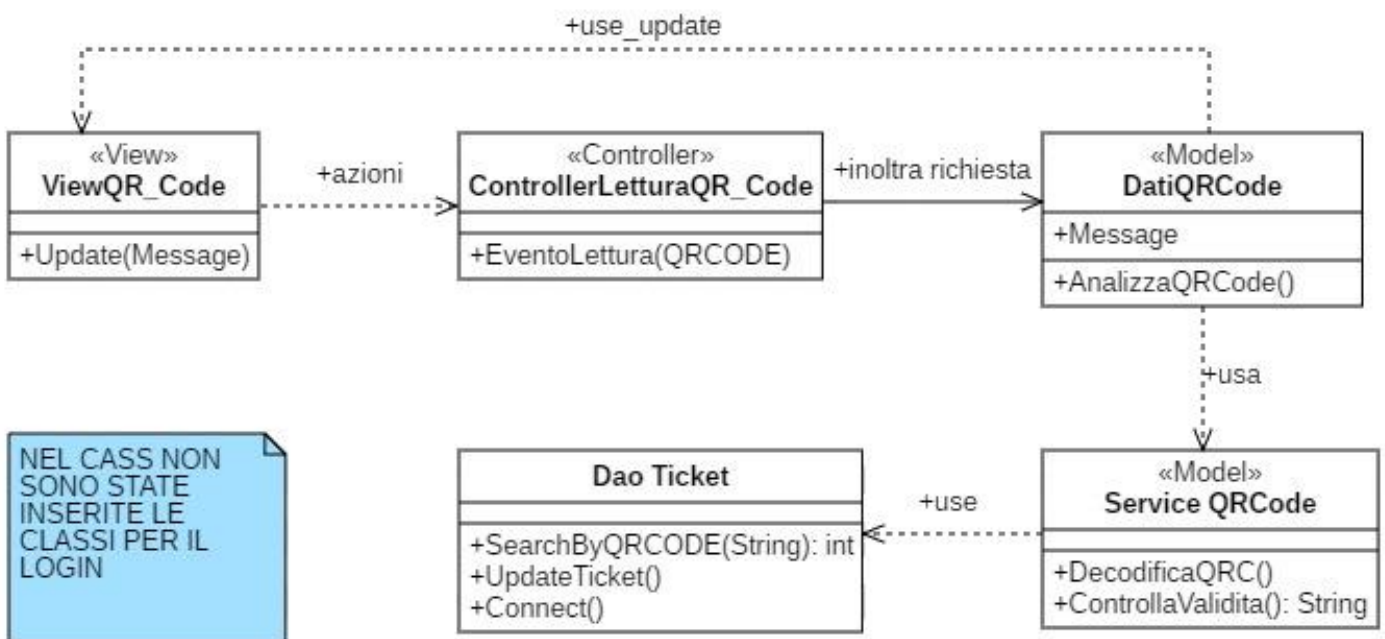 +use_update
«View»
ViewQR_Code
+Update(Message)
+azioni
«Controller»
ControllerLetturaQR_Code
+EventoLettura(QRCODE)
+inoltra richiesta
«Model»
DatiQRCode
+Message
+AnalizzaQRCode()
+usa
NEL CASS NON
SONO STATE
INSERITE LE
CLASSI PER IL
LOGIN
Dao Ticket
+SearchByQRCODE(String): int
+UpdateTicket()
+Connect()
+use
«Model»
Service QRCode
+DecodificaQRC()
+ControllaValidita(): String